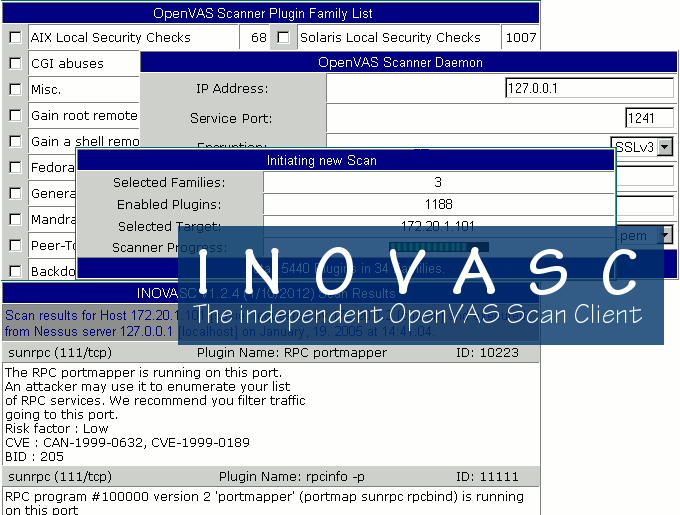 OpenVAS Scanner Plugin Family List
AIX Local Security Checks 68 Solaris Local Security Checks 1007
CGI abuses
OpenVAS Scanner Daemon
Misc.
IP Address: 127.0.0.1
Gain root remote
Service Port: 1241
Gain a shell remo
Encryption: SSLv3
Initiating new Scan
Fedora
Selected Families: 3
Genera
Enabled Plugins: 1188
Mandra
Selected Target: 172.20.1.101
.pem
Peer-To
Scanner Progress:
Backdo
5440 Plugins in 34 Families.
INOVASC
The independent OpenVAS Scan Client
INOVASC v1.2.4 (1/18/2012) Scan Results
Scan results for Host 172.20.1.10
from Nessus server 127.0.0.1 [localhost] on January, 19. 2005 at 14:47:04.
sunrpc (111/tcp) Plugin Name: RPC portmapper ID: 10223
The RPC portmapper is running on this port.
An attacker may use it to enumerate your list
of RPC services. We recommend you filter traffic
going to this port.
Risk factor : Low
CVE : CAN-1999-0632, CVE-1999-0189
BID : 205
sunrpc (111/tcp) Plugin Name: rpcinfo -p ID: 11111
RPC program #100000 version 2 'portmapper' (portmap sunrpc rpcbind) is running
on this port